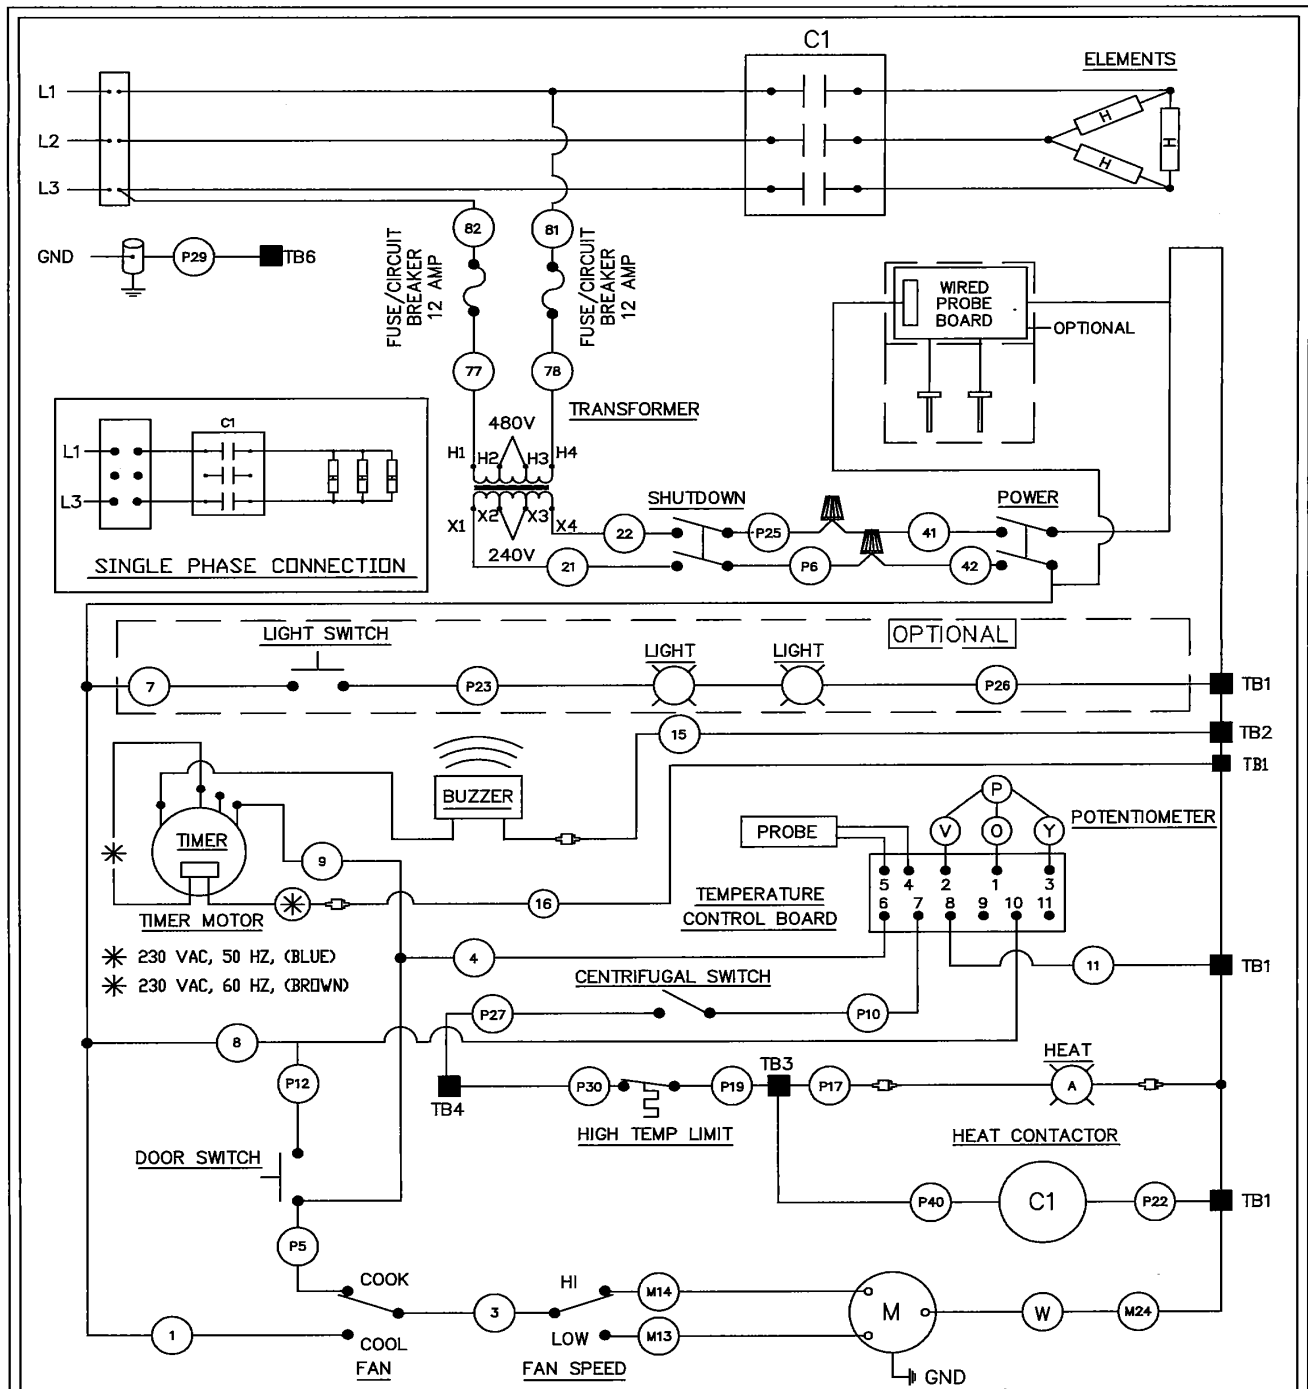 C1
ELEMENTS
L1
L2
L3
H
H
H
GND
P29
TB6
82
81
FUSE/CIRCUIT
BREAKER
12 AMP
FUSE/CIRCUIT
BREAKER
12 AMP
WIRED
PROBE
BOARD
OPTIONAL
77
78
TRANSFORMER
480V
H1
H2
H3
H4
X1
X2
X3
X4
240V
C1
L1
L3
H
H
H
SINGLE PHASE CONNECTION
SHUTDOWN
POWER
22
P25
41
21
P6
42
LIGHT SWITCH
OPTIONAL
LIGHT
LIGHT
7
P23
P26
TB1
15
TB2
TB1
BUZZER
TIMER
9
PROBE
P
V
O
Y
POTENTIOMETER
5 4 2 1 3
6 7 8 9 10 11
TEMPERATURE
CONTROL BOARD
16
TIMER MOTOR
230 VAC, 50 HZ, (BLUE)
230 VAC, 60 HZ, (BROWN)
4
11
TB1
CENTRIFUGAL SWITCH
P27
P10
8
P12
HEAT
TB3
TB4
P30
P19
P17
A
HIGH TEMP LIMIT
HEAT CONTACTOR
DOOR SWITCH
P40
C1
P22
TB1
P5
COOK
HI
M14
3
M
W
M24
1
COOL
LOW
M13
FAN
FAN SPEED
GND